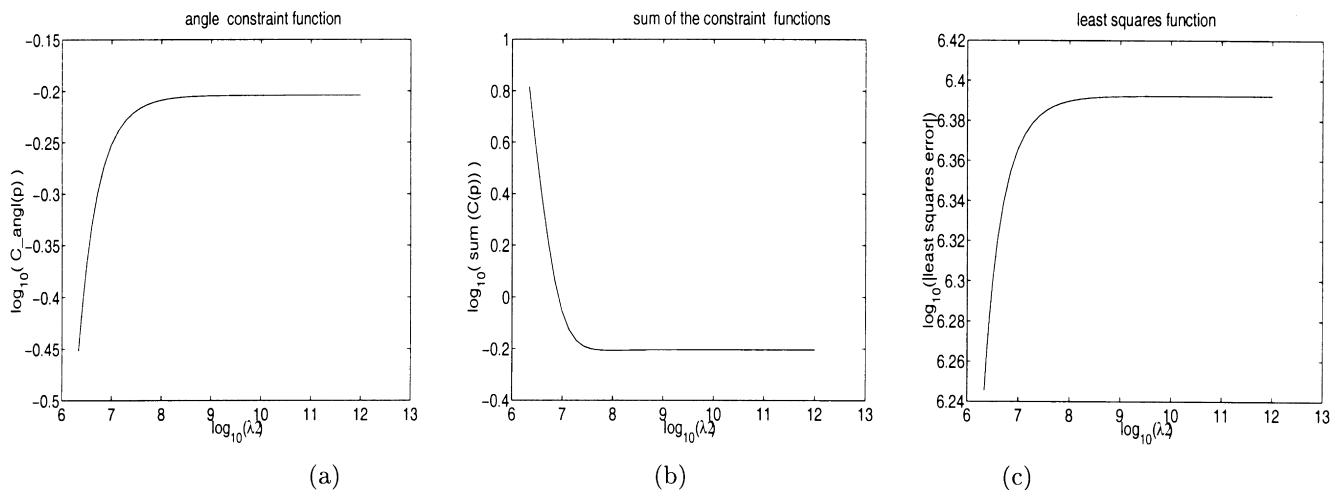 angle constraint function
−0.15
−0.2
−0.25
−0.3
−0.35
−0.4
−0.45
−0.5
log10( C_angl(p) )
6 7 8 9 10 11 12 13
log10(λ2)
(a)
sum of the constraint functions
1
0.8
0.6
0.4
0.2
0
−0.2
−0.4
log10( sum (C(p)) )
6 7 8 9 10 11 12 13
log10(λ2)
(b)
least squares function
6.42
6.4
6.38
6.36
6.34
6.32
6.3
6.28
6.26
6.24
log10(|least squares error|)
6 7 8 9 10 11 12 13
log10(λ2)
(c)